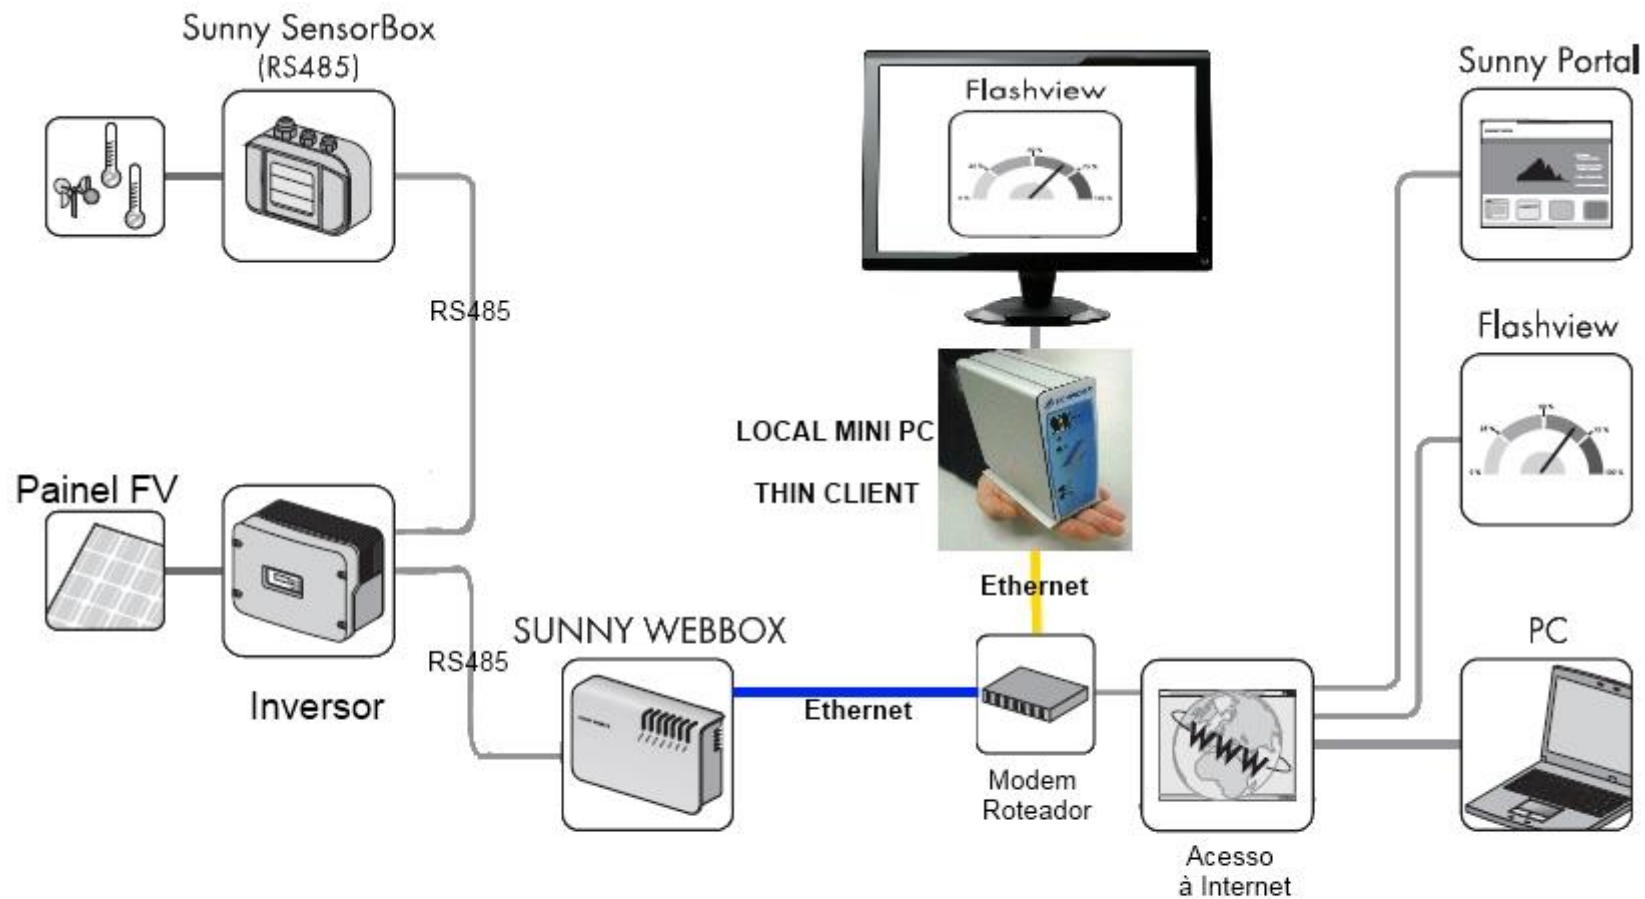 Sunny SensorBox
(RS485)
RS485
Painel FV
Inversor
RS485
SUNNY WEBBOX
Ethernet
Flashview
LOCAL MINI PC
THIN CLIENT
Ethernet
Modem
Roteador
WWW
Acesso
à Internet
Sunny Portal
Flashview
PC